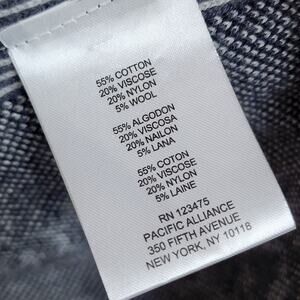 55% COTTON
20% VISCOSE
20% NYLON
5% WOOL
55% ALGODON
20% VISCOSA
20% NAILON
5% LANA
55% COTON
20% VISCOSE
20% NYLON
5% LAINE
RN 123475
PACIFIC ALLIANCE
350 FIFTH AVENUE
NEW YORK, NY 10118